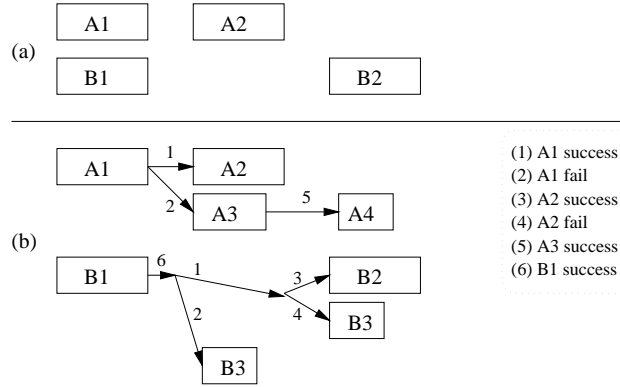 A1 A2
(a)
B1 B2
A1 1 A2
2 A3 5 A4
(b)
B1 6 1 3 B2
4 B3
2
B3
(1) A1 success
(2) A1 fail
(3) A2 success
(4) A2 fail
(5) A3 success
(6) B1 success